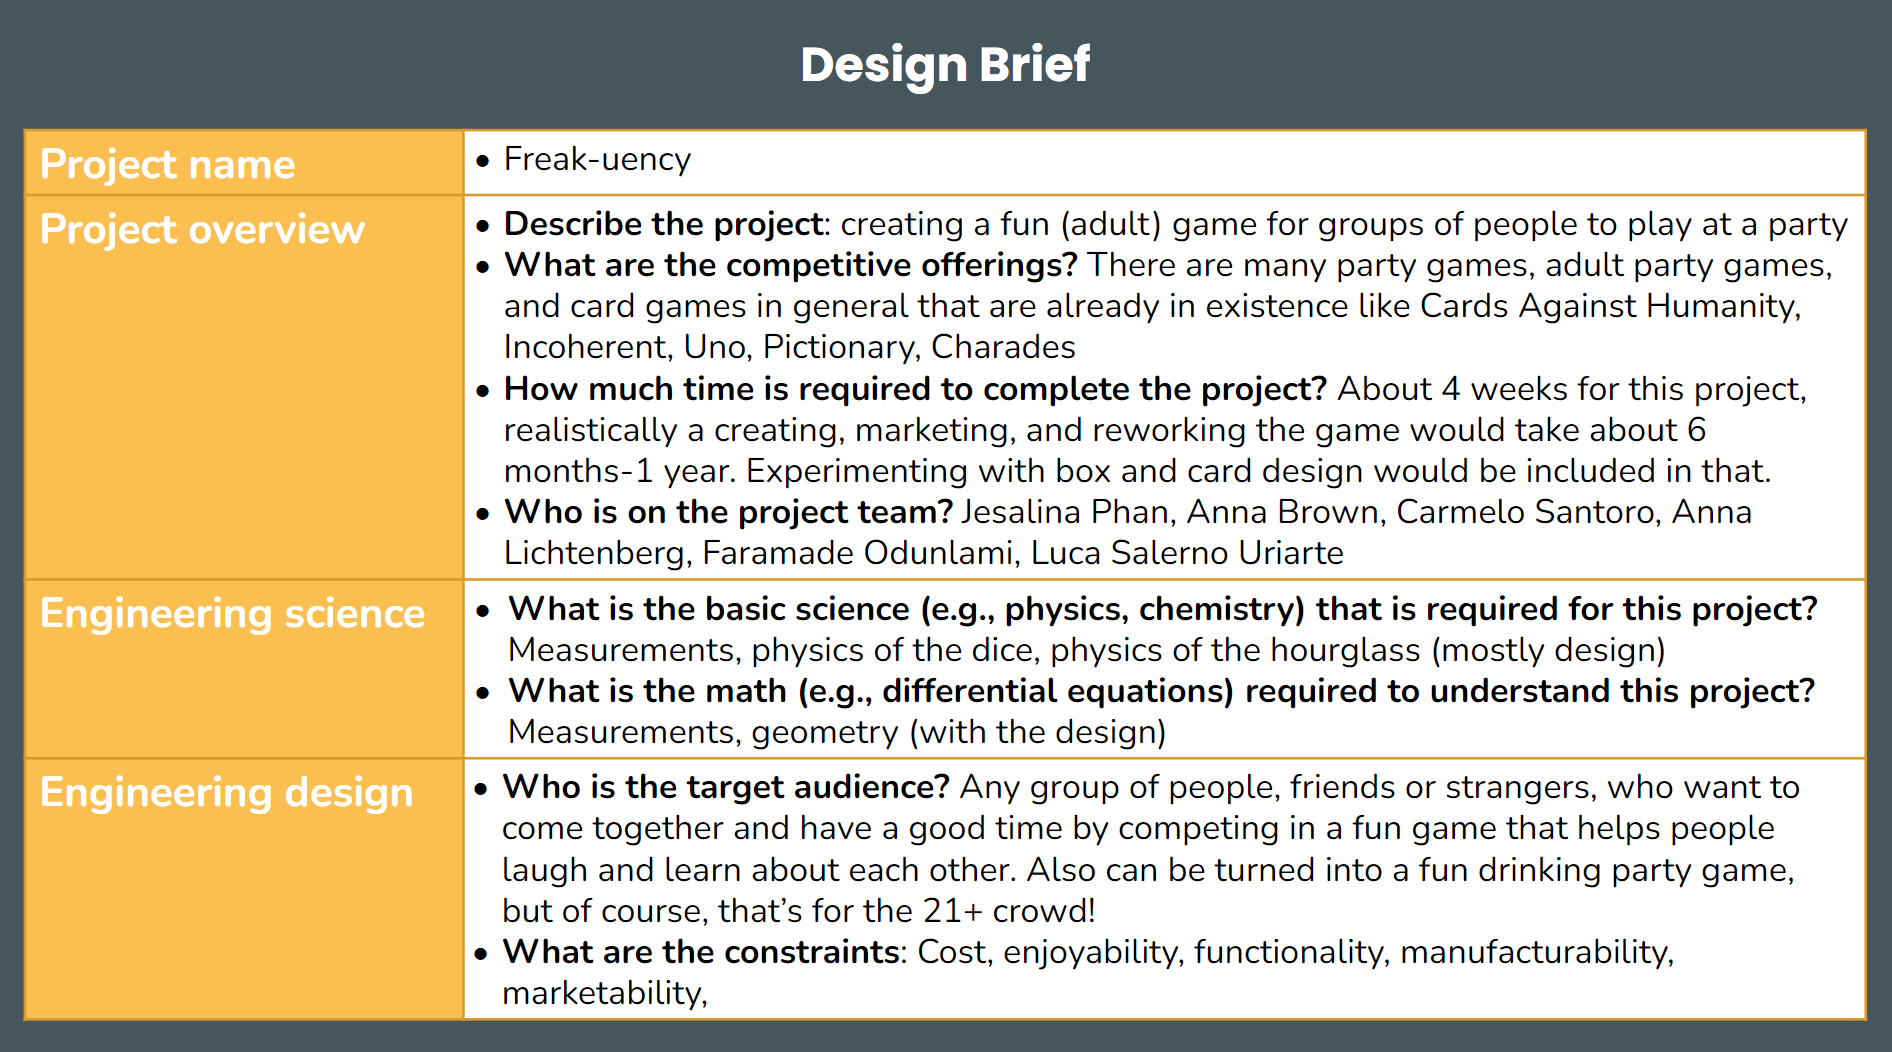 Design Brief
Project name
• Freak-uency
Project overview
• Describe the project: creating a fun (adult) game for groups of people to play at a party
• What are the competitive offerings? There are many party games, adult party games,
and card games in general that are already in existence like Cards Against Humanity,
Incoherent, Uno, Pictionary, Charades
• How much time is required to complete the project? About 4 weeks for this project,
realistically a creating, marketing, and reworking the game would take about 6
months-1 year. Experimenting with box and card design would be included in that.
• Who is on the project team? Jesalina Phan, Anna Brown, Carmelo Santoro, Anna
Lichtenberg, Faramade Odunlami, Luca Salerno Uriarte
Engineering science
• What is the basic science (e.g., physics, chemistry) that is required for this project?
Measurements, physics of the dice, physics of the hourglass (mostly design)
• What is the math (e.g., differential equations) required to understand this project?
Measurements, geometry (with the design)
Engineering design
• Who is the target audience? Any group of people, friends or strangers, who want to
come together and have a good time by competing in a fun game that helps people
laugh and learn about each other. Also can be turned into a fun drinking party game,
but of course, that’s for the 21+ crowd!
• What are the constraints: Cost, enjoyability, functionality, manufacturability,
marketability,